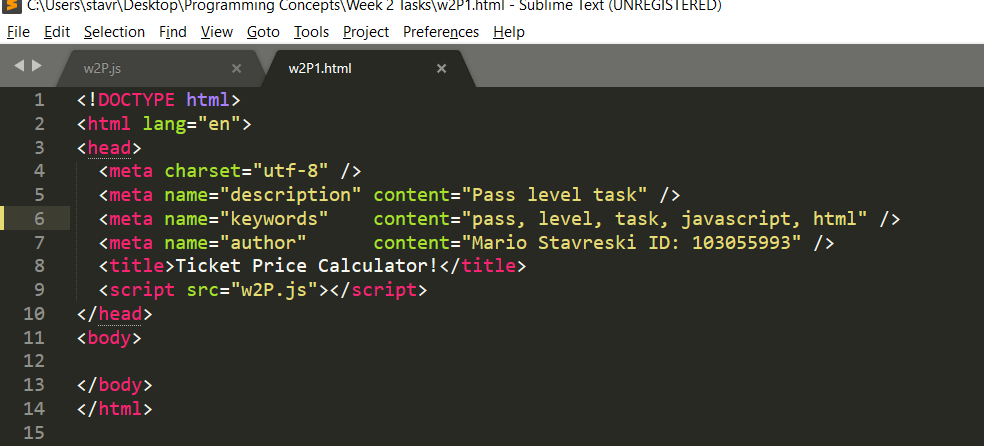 C:\Users\stavr\Desktop\Programming Concepts\Week 2 Tasks\w2P1.html - Sublime Text (UNREGISTERED)
File Edit Selection Find View Goto Tools Project Preferences Help
w2P.js × w2P1.html ×
1 <!DOCTYPE html>
2 <html lang="en">
3 <head>
4 <meta charset="utf-8" />
5 <meta name="description" content="Pass level task" />
6 <meta name="keywords" content="pass, level, task, javascript, html" />
7 <meta name="author" content="Mario Stavreski ID: 103055993" />
8 <title>Ticket Price Calculator!</title>
9 <script src="w2P.js"></script>
10 </head>
11 <body>
12
13 </body>
14 </html>
15